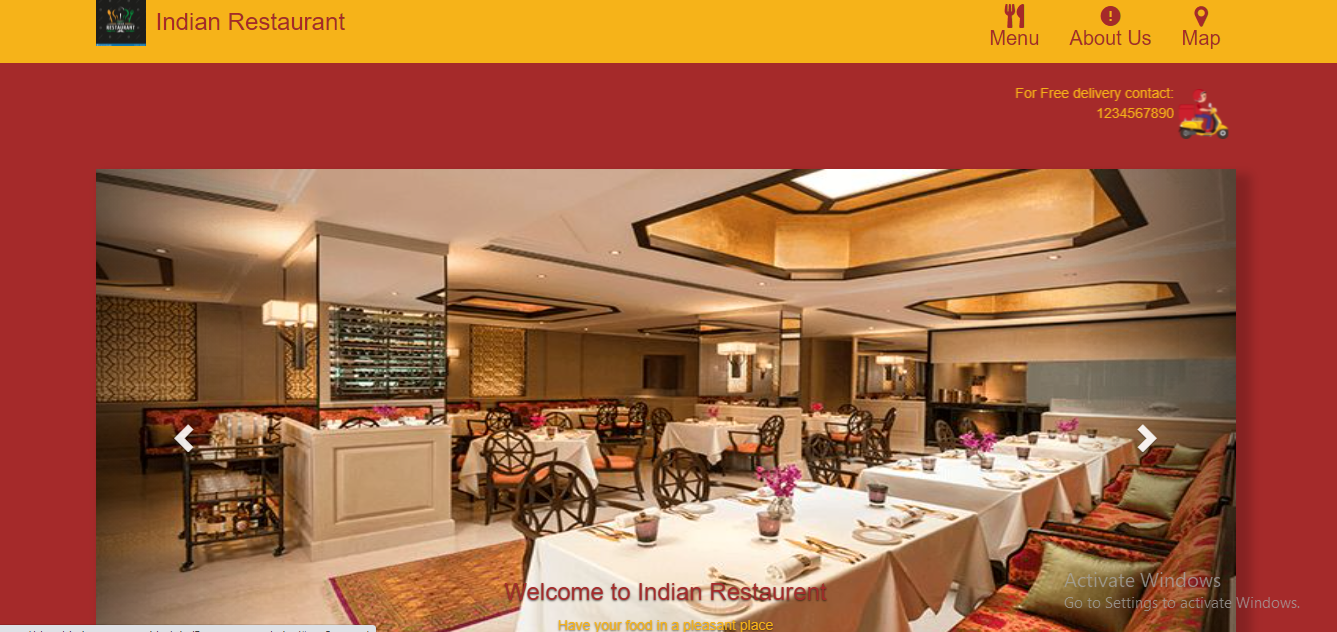 RESTAURANT
Indian Restaurant
Menu
About Us
Map
For Free delivery contact:
1234567890
Welcome to Indian Restaurent
Have your food in a pleasant place
Activate Windows
Go to Settings to activate Windows.